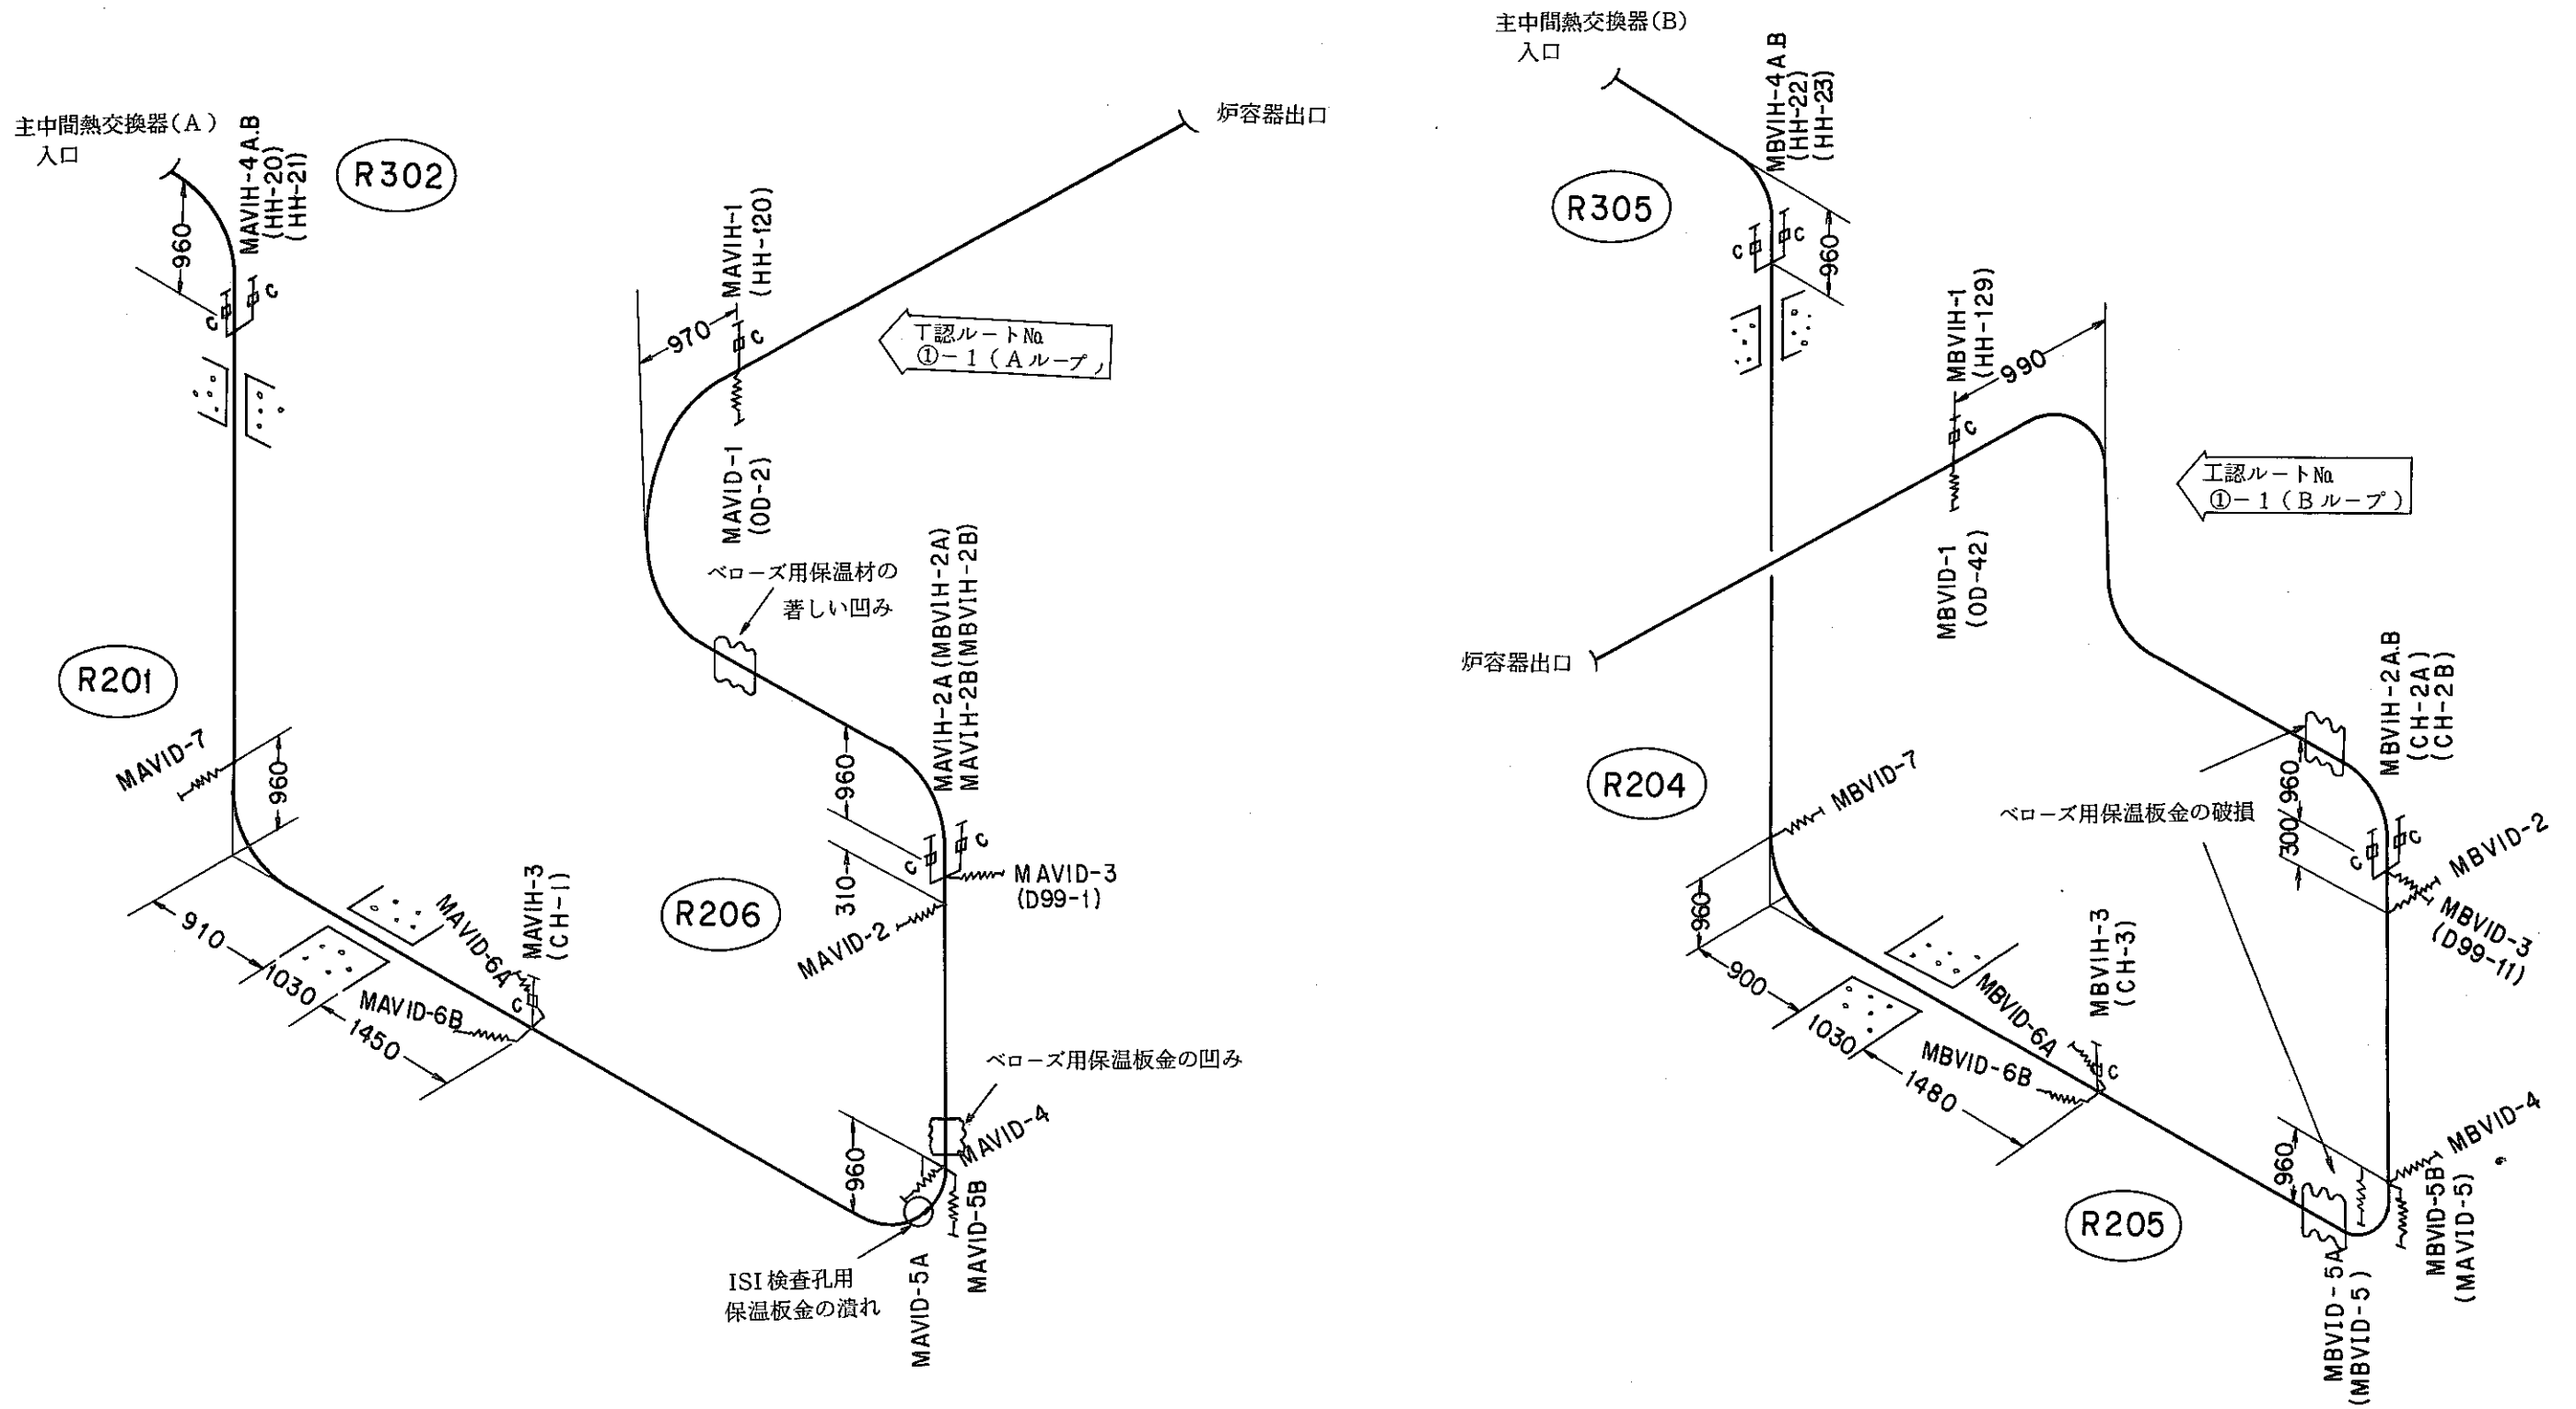 主中間熱交換器(A)
入口
MAVIH-4 A.B
(HH-20)
(HH-21)
R302
炉容器出口
960
MAVIH-1
(HH-120)
970
C
C
C
工認ルートNo.
①-1(Aループ)
MAVID-1
(OD-2)
ベローズ用保温材の
著しい凹み
MAVIH-2A(MBVIH-2A)
MAVIH-2B(MBVIH-2B)
R201
MAVID-7
960
960
C
C
310
MAVID-3
(D99-1)
R206
MAVID-2
MAVIH-3
(CH-1)
MAVID-6A
C
MAVID-6B
910
1030
1450
ベローズ用保温板金の凹み
MAVID-4
960
MAVID-5B
MAVID-5A
ISI検査孔用
保温板金の潰れ
主中間熱交換器(B)
入口
MBVIH-4 A.B
(HH-22)
(HH-23)
R305
C
C
960
MBVIH-1
(HH-129)
990
C
工認ルートNo.
①-1(Bループ)
MBVID-1
(OD-42)
炉容器出口
MBVIH-2A.B
(CH-2A)
(CH-2B)
R204
MBVID-7
960
300
ベローズ用保温板金の破損
C
C
MBVID-2
MBVID-3
(D99-11)
960
900
1030
1480
MBVIH-3
(CH-3)
MBVID-6A
C
MBVID-6B
MBVID-4
960
R205
MBVID-5B
(MAVID-5)
MBVID-5A
(MBVID-5)